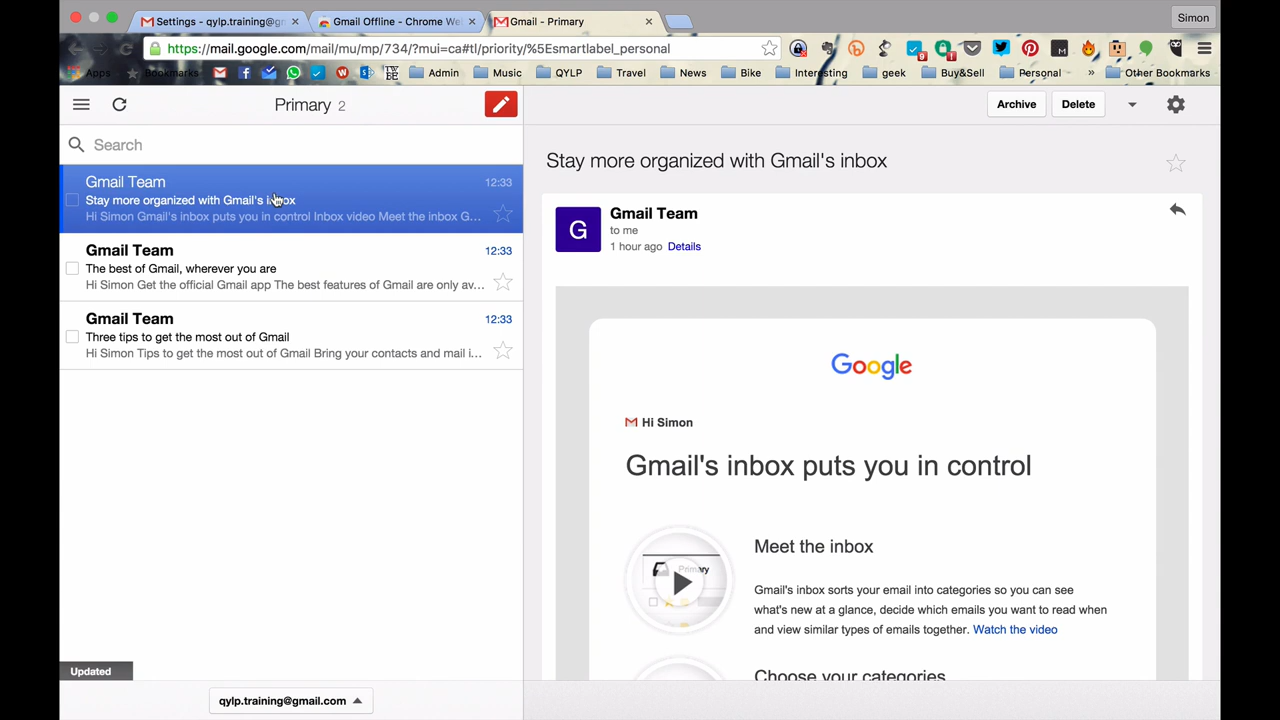 Settings - qylp.training@gm
Gmail Offline - Chrome Web
Gmail - Primary
Simon
https://mail.google.com/mail/mu/mp/734/?mui=ca#tl/priority/%5Esmartlabel_personal
Apps Bookmarks Admin Music QYLP Travel News Bike Interesting geek Buy&Sell Personal » Other Bookmarks
Primary 2
Archive Delete
Search
Gmail Team 12:33
Stay more organized with Gmail's inbox
Hi Simon Gmail's inbox puts you in control Inbox video Meet the inbox G...
Gmail Team 12:33
The best of Gmail, wherever you are
Hi Simon Get the official Gmail app The best features of Gmail are only av...
Gmail Team 12:33
Three tips to get the most out of Gmail
Hi Simon Tips to get the most out of Gmail Bring your contacts and mail i...
Updated
qylp.training@gmail.com
Stay more organized with Gmail's inbox
G
Gmail Team
to me
1 hour ago Details
Google
Hi Simon
Gmail's inbox puts you in control
Primary
Meet the inbox
Gmail's inbox sorts your email into categories so you can see
what's new at a glance, decide which emails you want to read when
and view similar types of emails together. Watch the video
Choose your categories